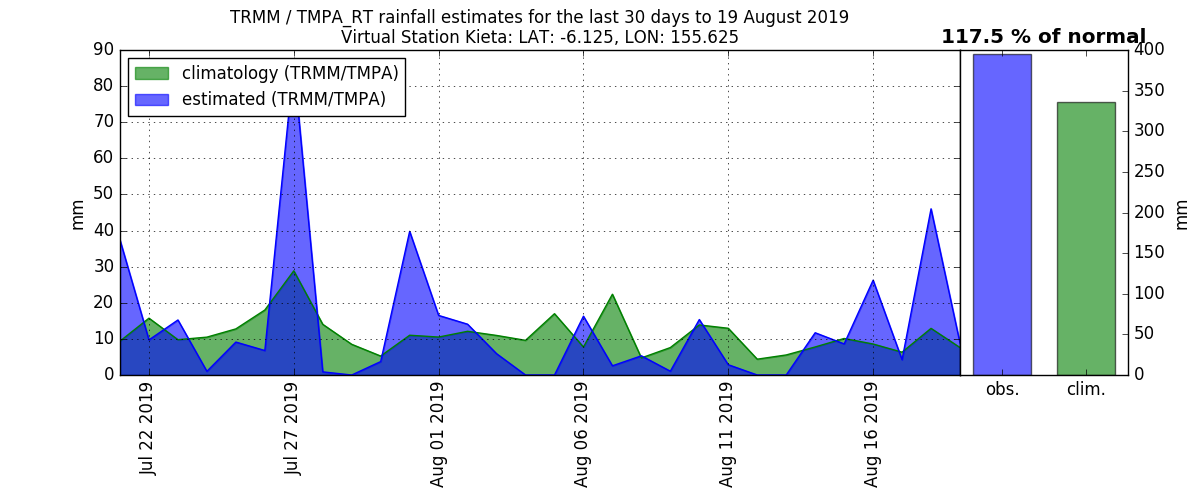 TRMM / TMPA_RT rainfall estimates for the last 30 days to 19 August 2019
Virtual Station Kieta: LAT: -6.125, LON: 155.625
117.5 % of normal
climatology (TRMM/TMPA)
estimated (TRMM/TMPA)
90
80
70
60
50
40
30
20
10
0
mm
Jul 22 2019
Jul 27 2019
Aug 01 2019
Aug 06 2019
Aug 11 2019
Aug 16 2019
obs.
clim.
400
350
300
250
200
150
100
50
0
mm